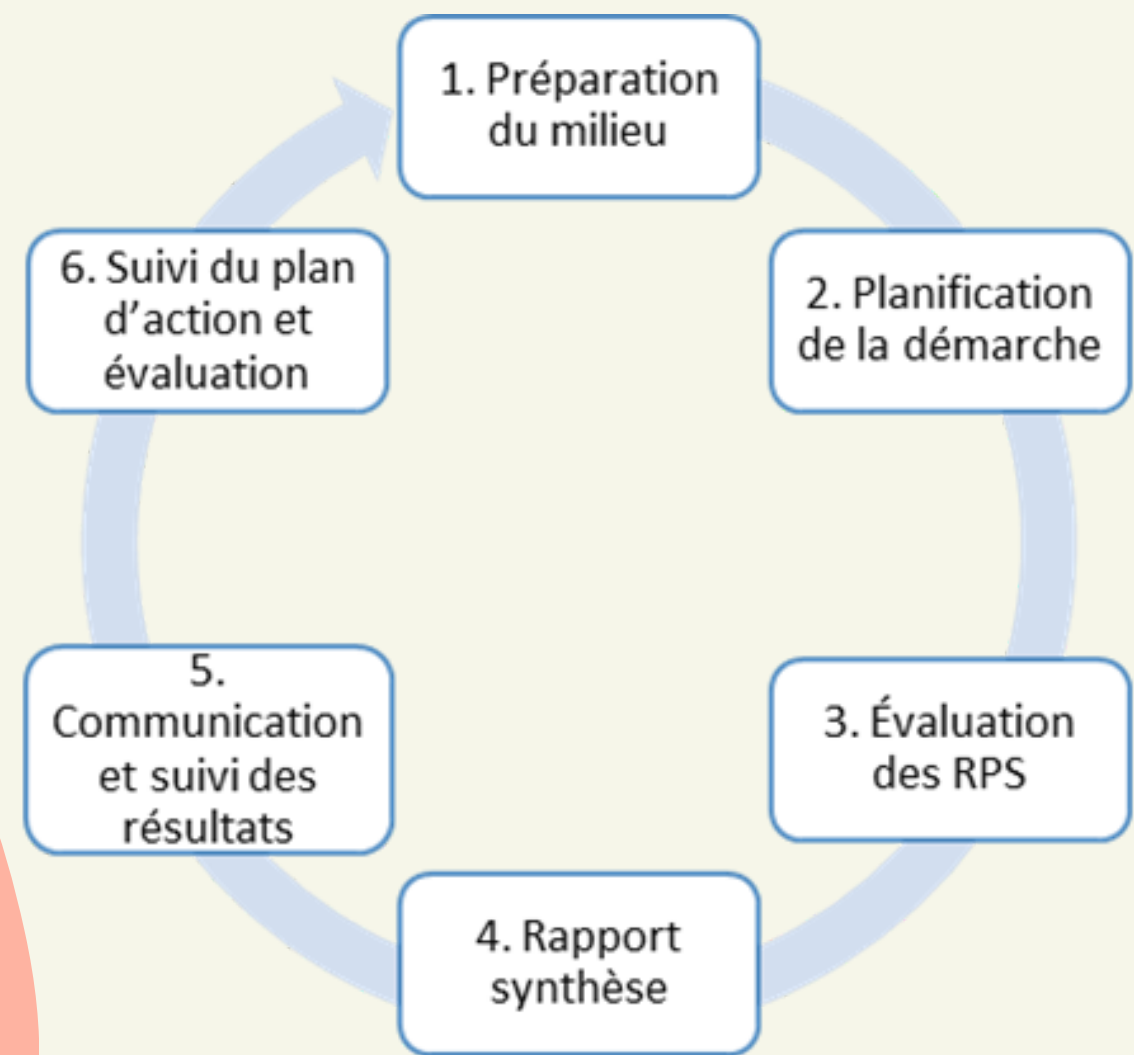 1. Préparation
du milieu
2. Planification
de la démarche
3. Évaluation
des RPS
4. Rapport
synthèse
5.
Communication
et suivi des
résultats
6. Suivi du plan
d’action et
évaluation